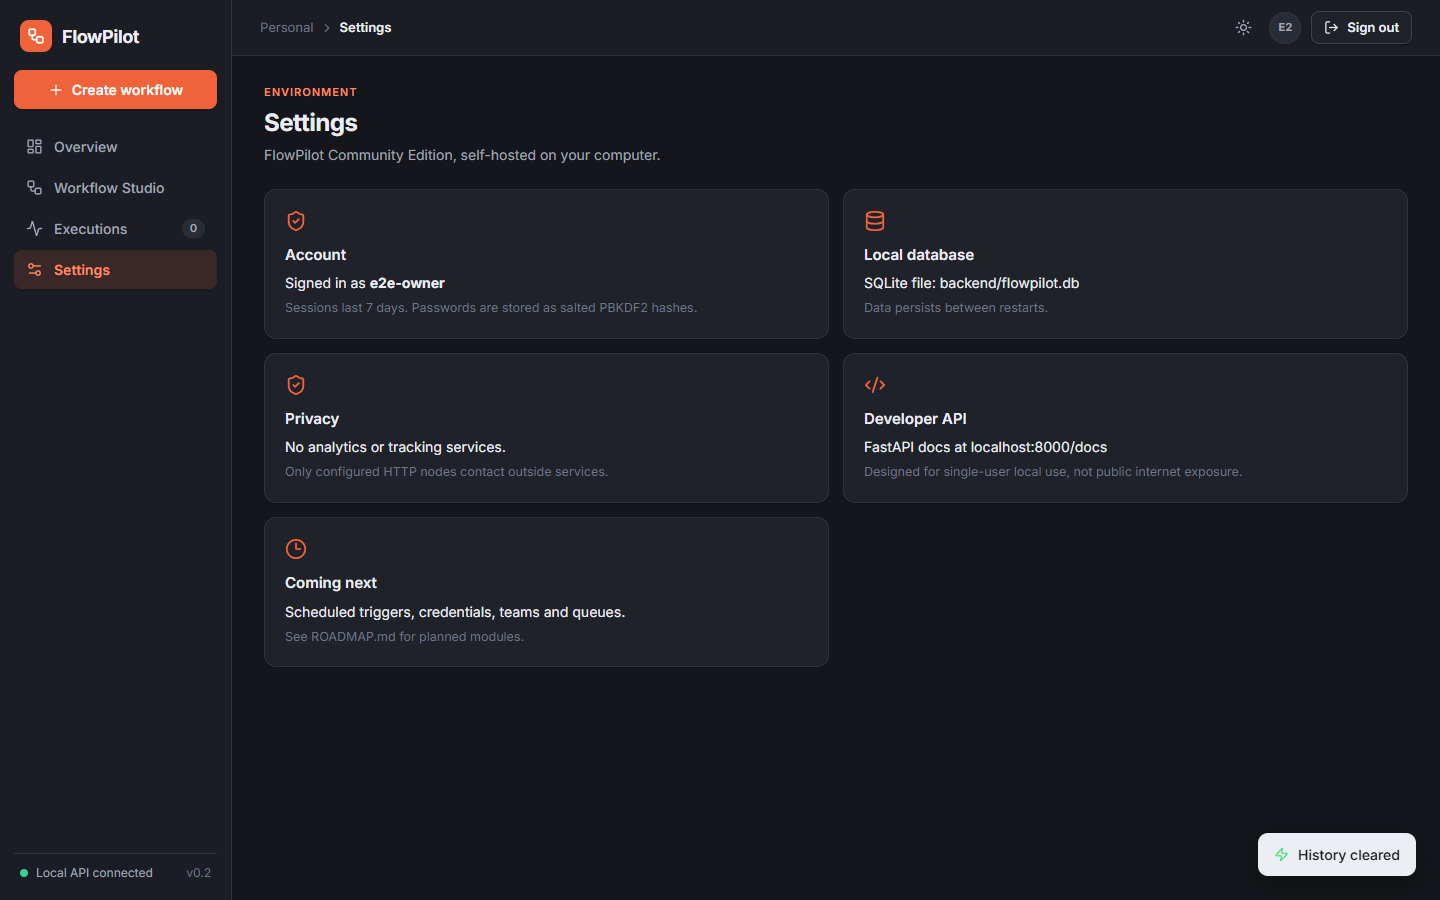 FlowPilot
Create workflow
Overview
Workflow Studio
Executions 0
Settings
Local API connected v0.2
Personal > Settings
E2
Sign out
ENVIRONMENT
Settings
FlowPilot Community Edition, self-hosted on your computer.
Account
Signed in as e2e-owner
Sessions last 7 days. Passwords are stored as salted PBKDF2 hashes.
Local database
SQLite file: backend/flowpilot.db
Data persists between restarts.
Privacy
No analytics or tracking services.
Only configured HTTP nodes contact outside services.
Developer API
FastAPI docs at localhost:8000/docs
Designed for single-user local use, not public internet exposure.
Coming next
Scheduled triggers, credentials, teams and queues.
See ROADMAP.md for planned modules.
History cleared